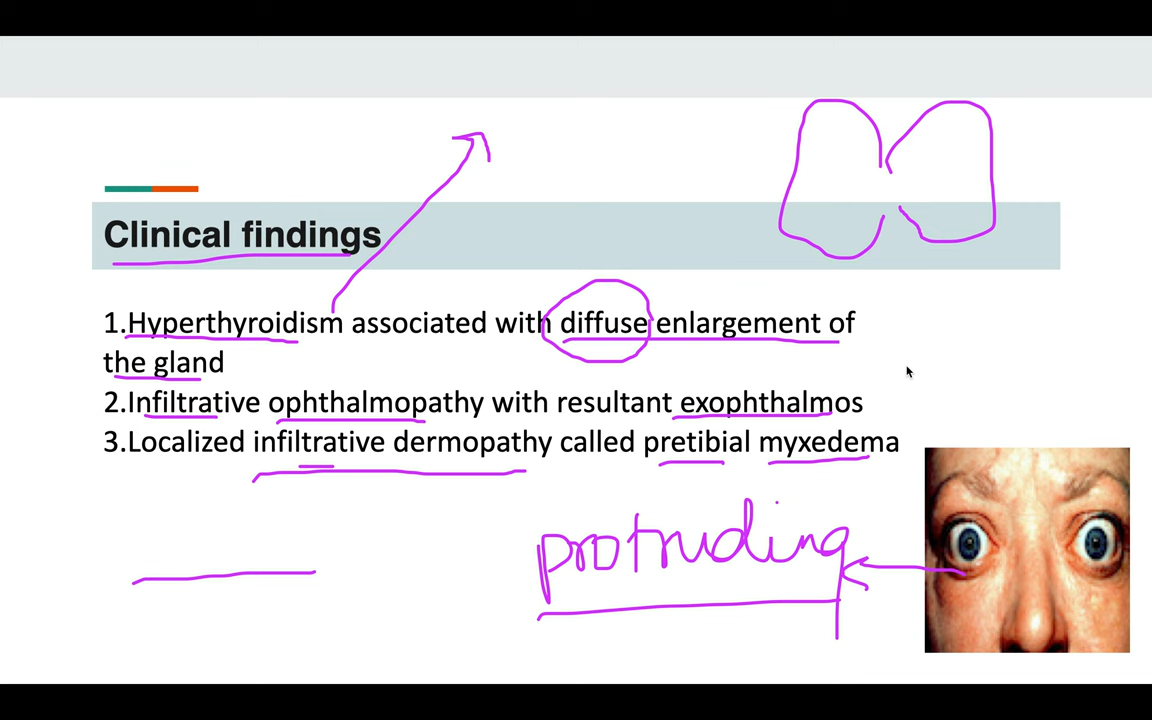 Clinical findings
1.Hyperthyroidism associated with diffuse enlargement of
the gland
2.Infiltrative ophthalmopathy with resultant exophthalmos
3.Localized infiltrative dermopathy called pretibial myxedema
protruding